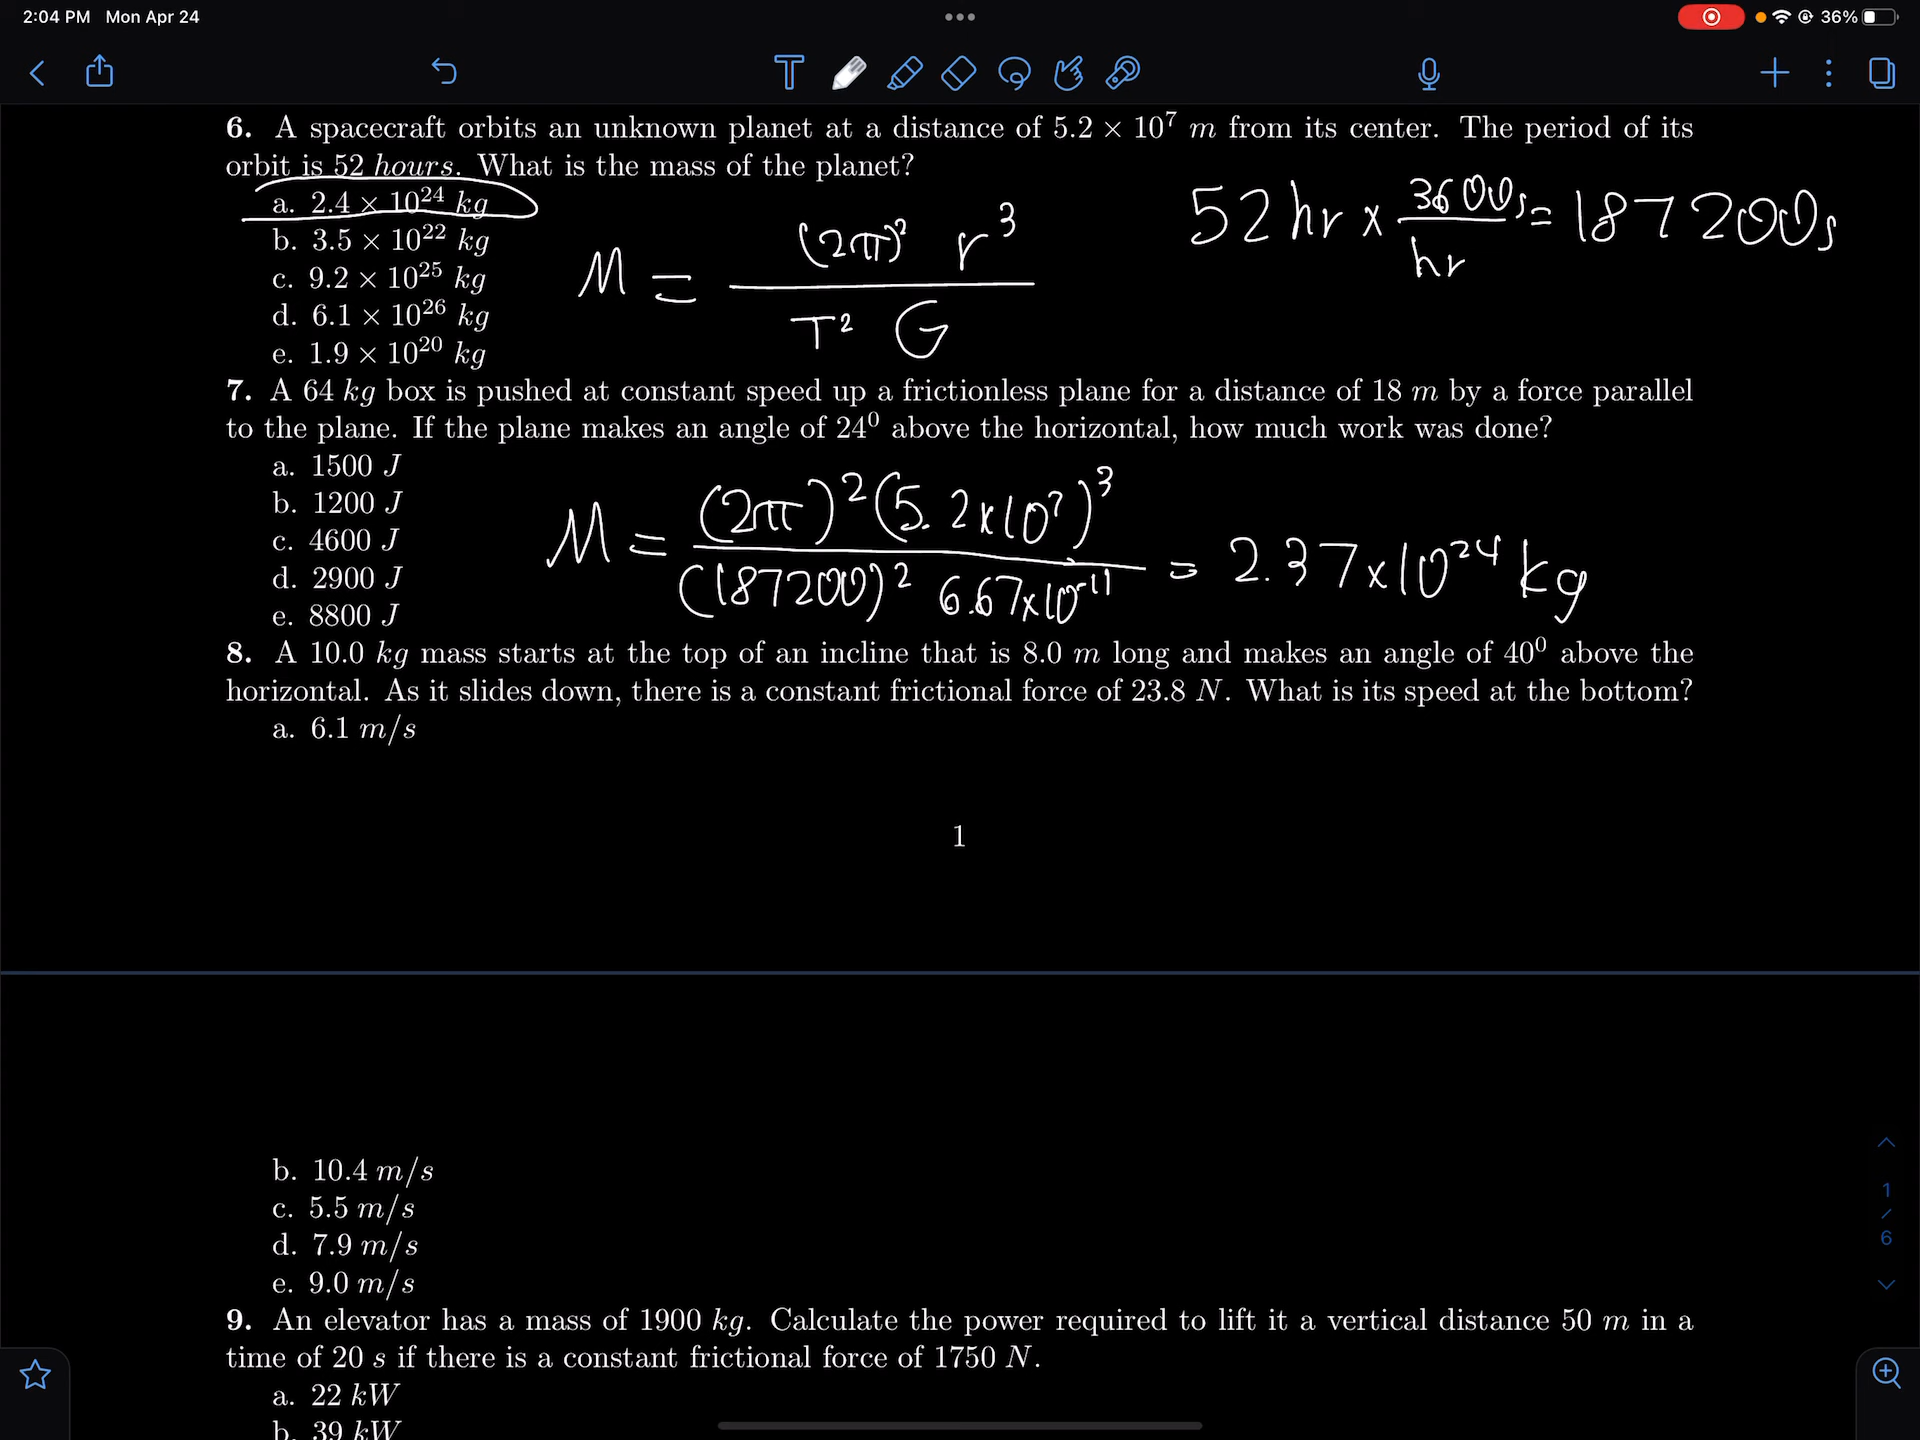 2:04 PM Mon Apr 24
36%
6. A spacecraft orbits an unknown planet at a distance of 5.2 × 10⁷ m from its center. The period of its
orbit is 52 hours. What is the mass of the planet?
a. 2.4 × 10²⁴ kg
b. 3.5 × 10²² kg
c. 9.2 × 10²⁵ kg
d. 6.1 × 10²⁶ kg
e. 1.9 × 10²⁰ kg
M = (2π)² r³ / T² G
52 hr x 3600s / hr = 187200s
7. A 64 kg box is pushed at constant speed up a frictionless plane for a distance of 18 m by a force parallel
to the plane. If the plane makes an angle of 24⁰ above the horizontal, how much work was done?
a. 1500 J
b. 1200 J
c. 4600 J
d. 2900 J
e. 8800 J
M = (2π)² (5.2x10⁷)³ / (187200)² 6.67x10⁻¹¹ = 2.37x10²⁴ kg
8. A 10.0 kg mass starts at the top of an incline that is 8.0 m long and makes an angle of 40⁰ above the
horizontal. As it slides down, there is a constant frictional force of 23.8 N. What is its speed at the bottom?
a. 6.1 m/s
1
b. 10.4 m/s
c. 5.5 m/s
d. 7.9 m/s
e. 9.0 m/s
1 / 6
9. An elevator has a mass of 1900 kg. Calculate the power required to lift it a vertical distance 50 m in a
time of 20 s if there is a constant frictional force of 1750 N.
a. 22 kW
b. 39 kW